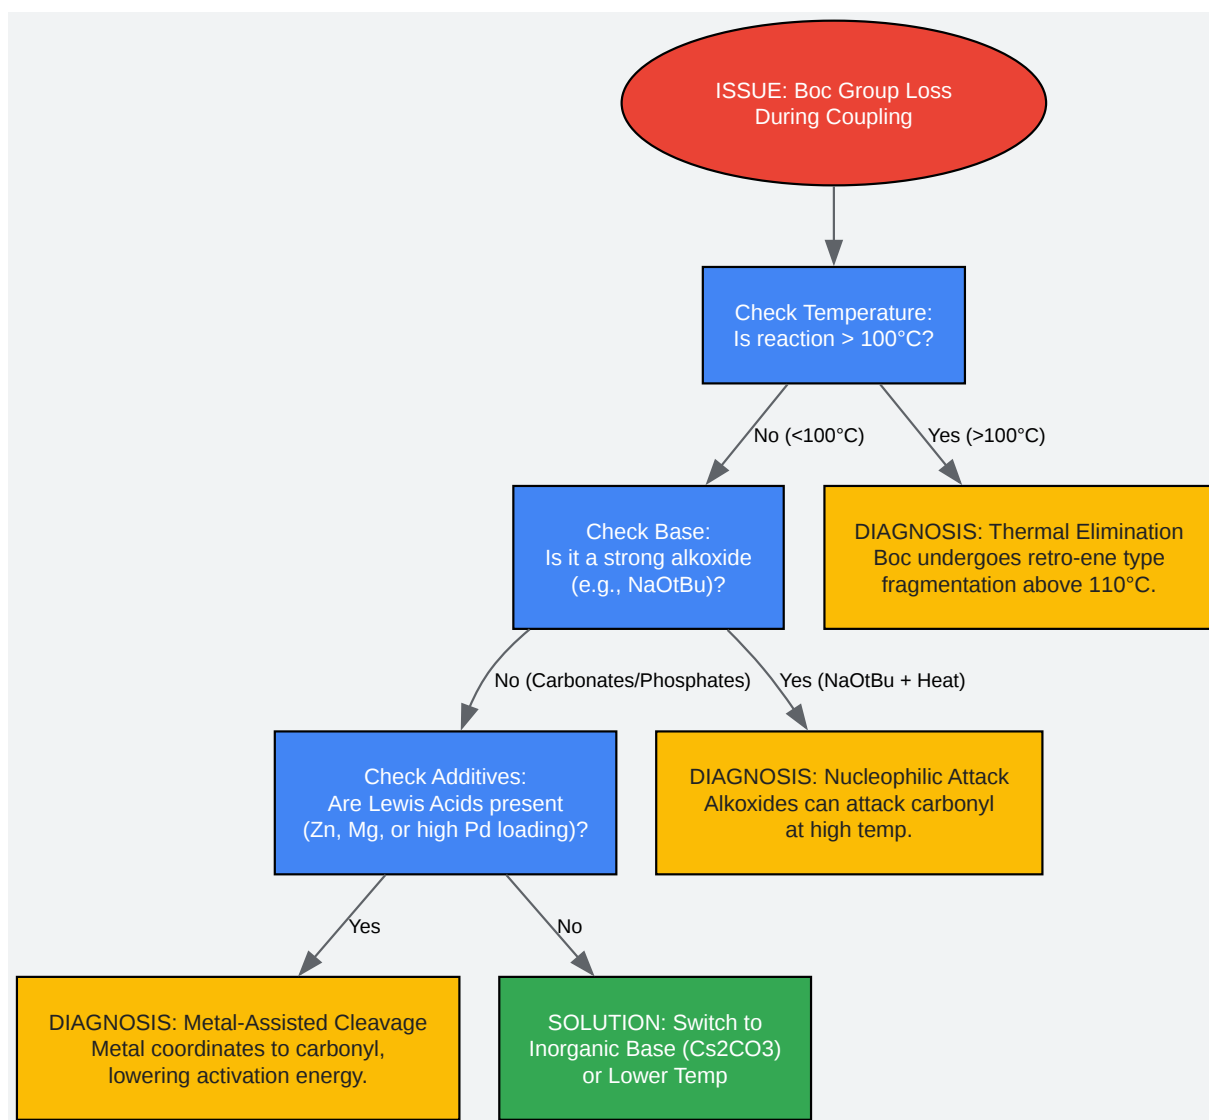 ISSUE: Boc Group Loss
During Coupling
Check Temperature:
Is reaction > 100°C?
No (<100°C)
Yes (>100°C)
Check Base:
Is it a strong alkoxide
(e.g., NaOtBu)?
DIAGNOSIS: Thermal Elimination
Boc undergoes retro-ene type
fragmentation above 110°C.
No (Carbonates/Phosphates)
Yes (NaOtBu + Heat)
Check Additives:
Are Lewis Acids present
(Zn, Mg, or high Pd loading)?
DIAGNOSIS: Nucleophilic Attack
Alkoxides can attack carbonyl
at high temp.
Yes
No
DIAGNOSIS: Metal-Assisted Cleavage
Metal coordinates to carbonyl,
lowering activation energy.
SOLUTION: Switch to
Inorganic Base (Cs2CO3)
or Lower Temp